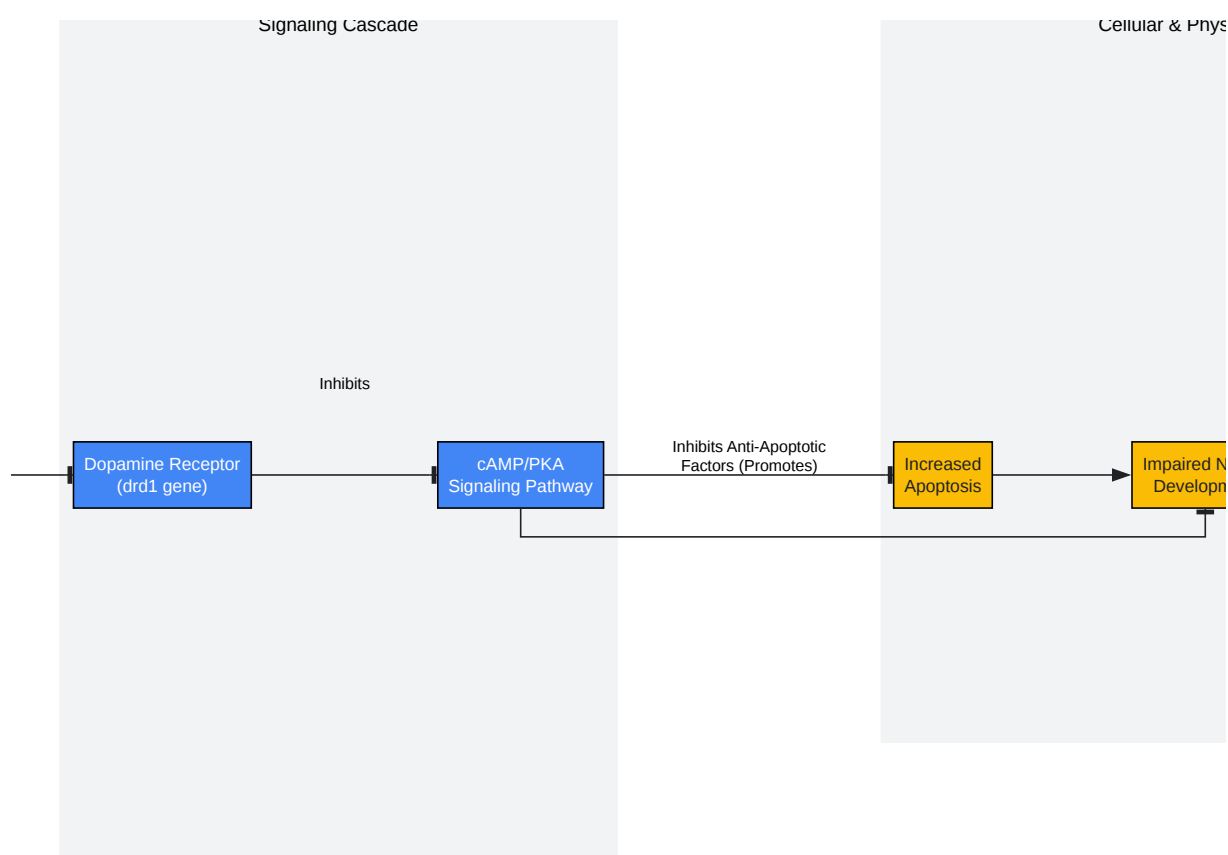 Signaling Cascade
Cellular & Phys
Inhibits
Dopamine Receptor
(drd1 gene)
cAMP/PKA
Signaling Pathway
Inhibits Anti-Apoptotic
Factors (Promotes)
Increased
Apoptosis
Impaired N
Developm